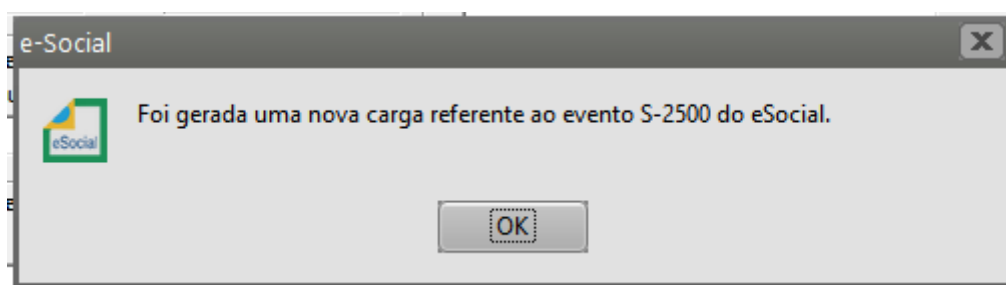 e-Social
Foi gerada uma nova carga referente ao evento S-2500 do eSocial.
eSocial
OK